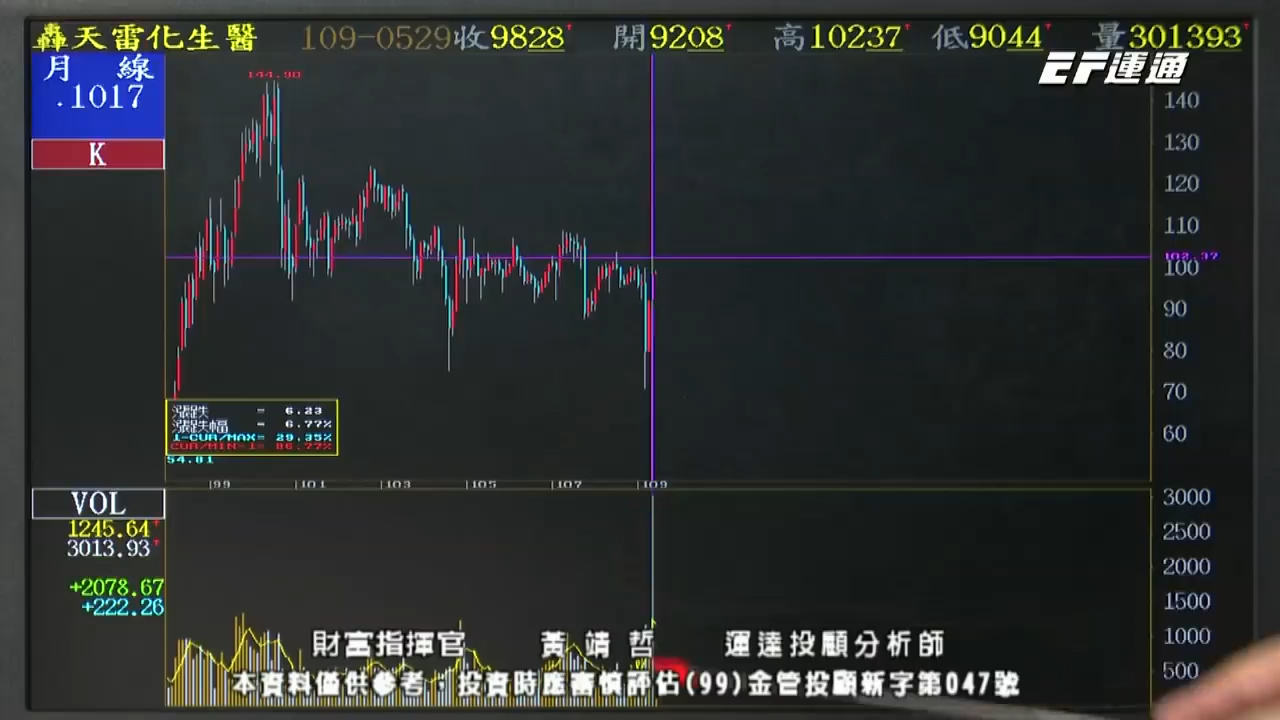 轟天雷化生醫 109-0529收9828 開9208 高10237 低9044 量301393
EF運通
月 線
.1017
K
144.90
140
130
120
110
102.37
100
90
80
70
60
漲跌 = 6.23
漲跌幅 = 6.77%
1-CUR/MAX= 29.35%
CUR/MIN-1= 86.77%
54.81
99 101 103 105 107 109
VOL
1245.64
3013.93
+2078.67
+222.26
3000
2500
2000
1500
1000
500
財富指揮官 黃靖哲 運達投顧分析師
本資料僅供參考，投資時應審慎評估(99)金管投顧新字第047號